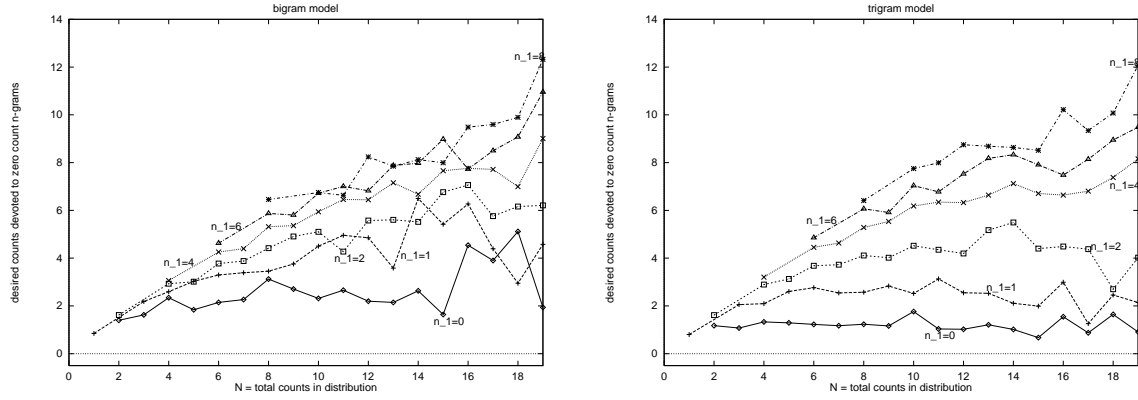 bigram model
14
12
10
8
6
4
2
0
desired counts devoted to zero count n-grams
n_1=8
n_1=6
n_1=4
n_1=2
n_1=1
n_1=0
0 2 4 6 8 10 12 14 16 18
N = total counts in distribution
trigram model
14
12
10
8
6
4
2
0
desired counts devoted to zero count n-grams
n_1=6
n_1=4
n_1=2
n_1=1
n_1=0
0 2 4 6 8 10 12 14 16 18
N = total counts in distribution